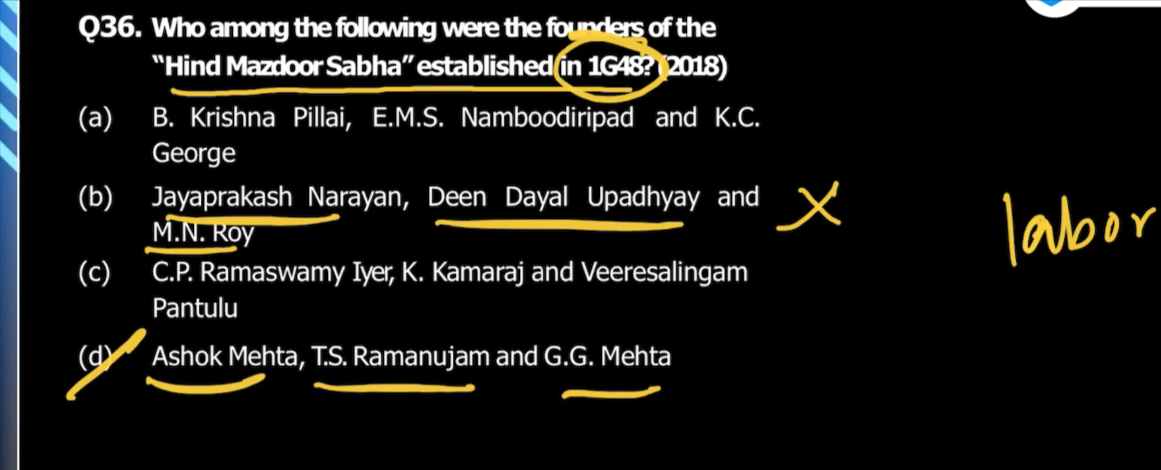 Q36. Who among the following were the founders of the
“Hind Mazdoor Sabha” established in 1G48? (2018)
(a) B. Krishna Pillai, E.M.S. Namboodiripad and K.C.
George
(b) Jayaprakash Narayan, Deen Dayal Upadhyay and
M.N. Roy
labor
(c) C.P. Ramaswamy Iyer, K. Kamaraj and Veeresalingam
Pantulu
(d) Ashok Mehta, T.S. Ramanujam and G.G. Mehta